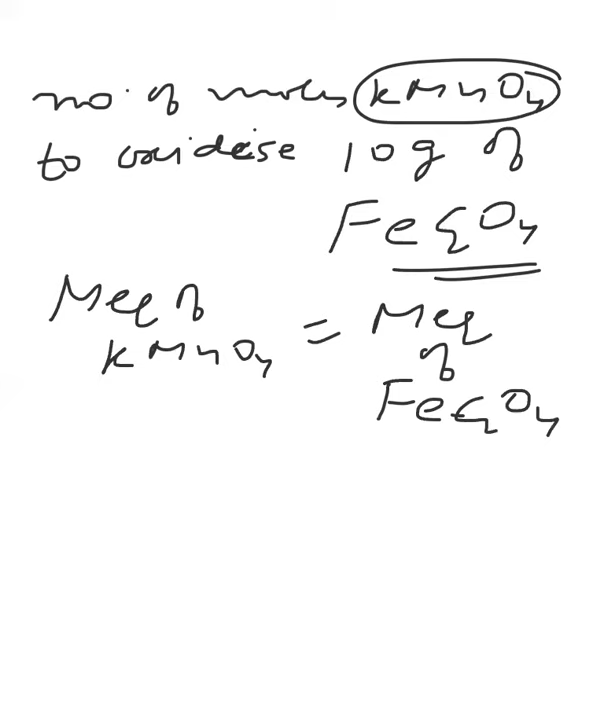 no. of moles KMnO4
to oxidise 10g of
FeC2O4
Meq of = Meq
KMnO4 of
FeC2O4